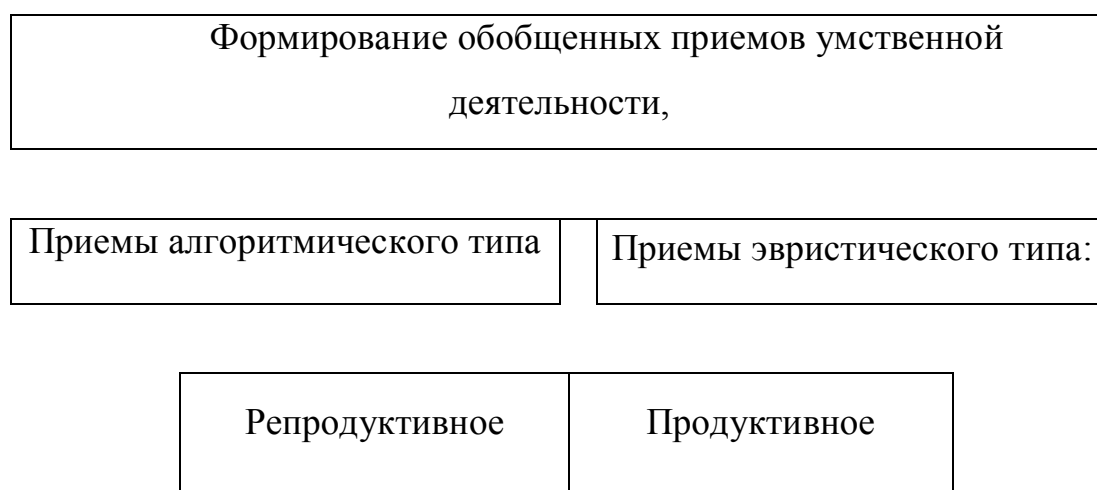 Формирование обобщенных приемов умственной
деятельности,
Приемы алгоритмического типа
Приемы эвристического типа:
Репродуктивное
Продуктивное